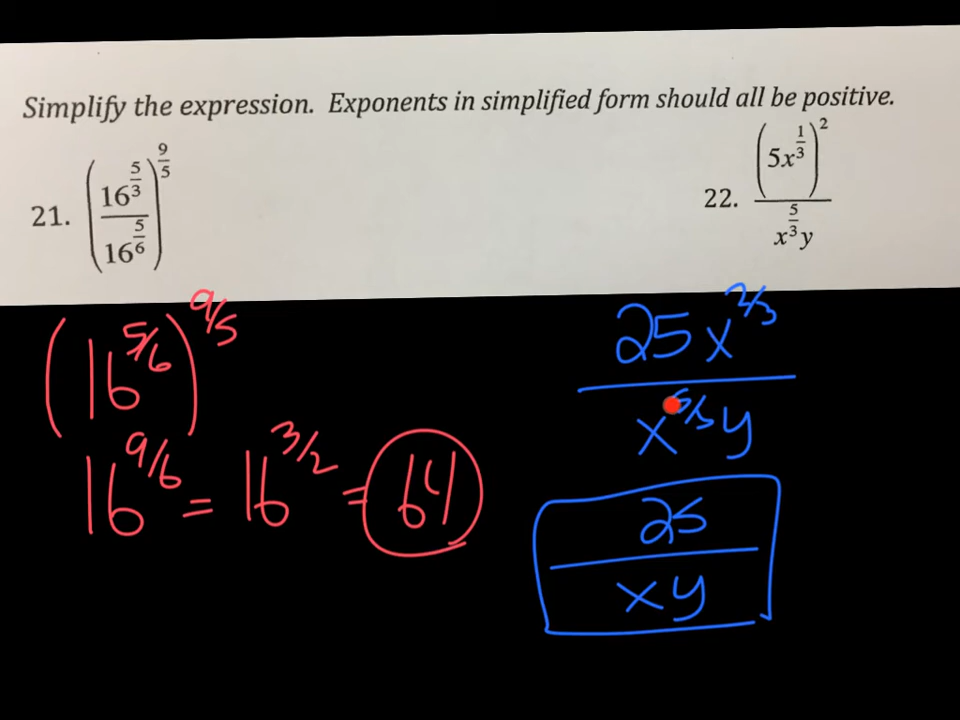 Simplify the expression. Exponents in simplified form should all be positive.
21. (16^(5/3) / 16^(5/6))^(9/5)
22. (5x^(1/3))^2 / (x^(5/3)y)
(16^(5/6))^(9/5)
16^(9/6) = 16^(3/2) = 64
25x^(2/3) / (x^(5/3)y)
25 / (xy)